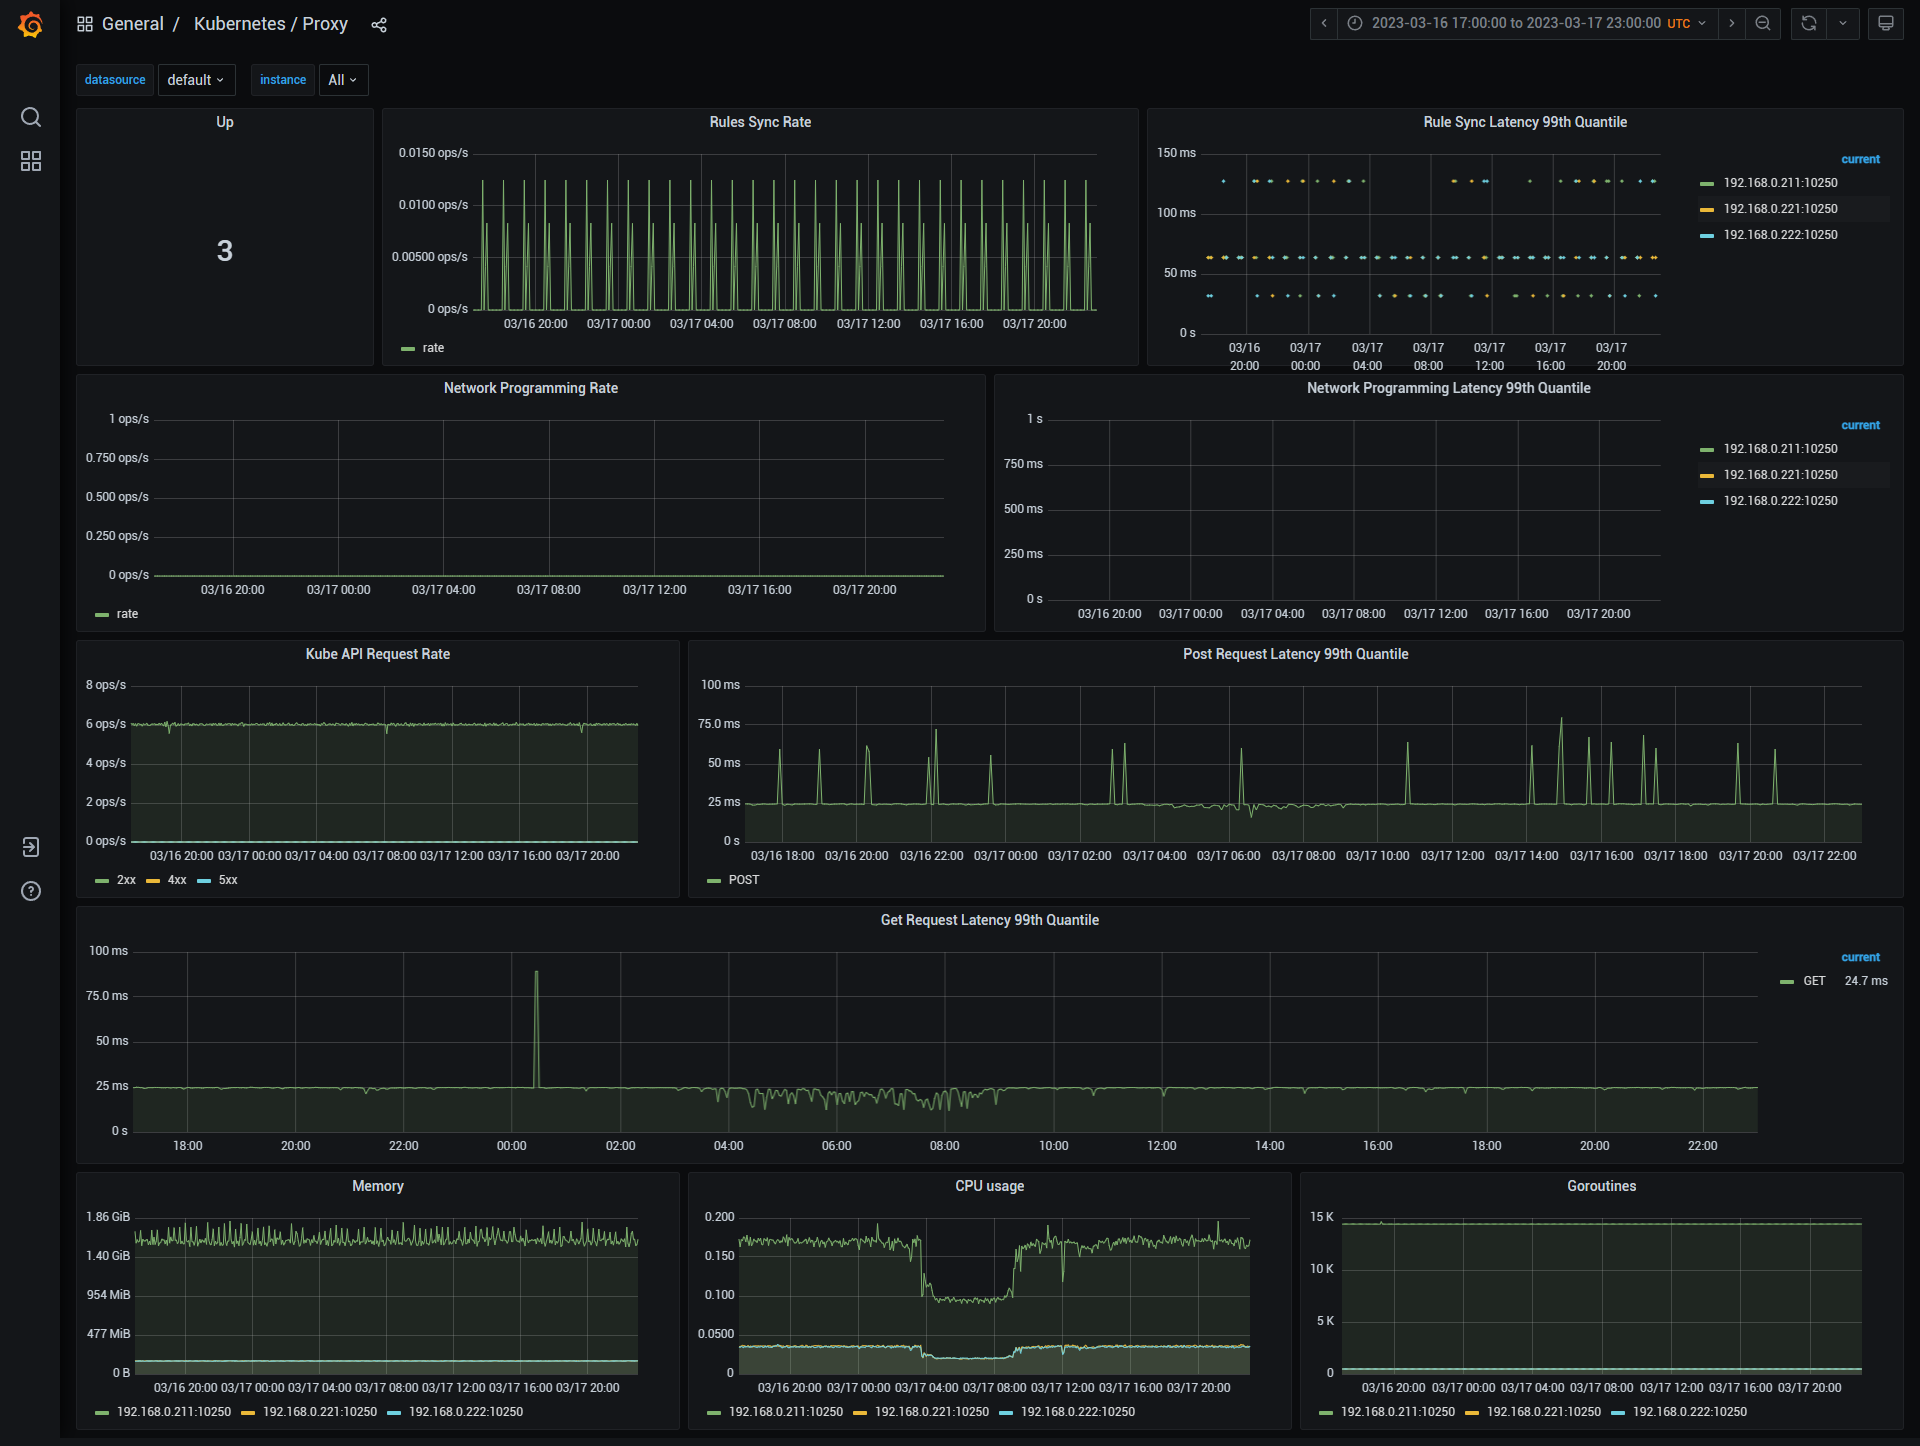 General / Kubernetes / Proxy
2023-03-16 17:00:00 to 2023-03-17 23:00:00 UTC
datasource default instance All
Up
3
Rules Sync Rate
0.0150 ops/s
0.0100 ops/s
0.00500 ops/s
0 ops/s
03/16 20:00 03/17 00:00 03/17 04:00 03/17 08:00 03/17 12:00 03/17 16:00 03/17 20:00
rate
Rule Sync Latency 99th Quantile
150 ms
100 ms
50 ms
0 s
03/16 03/17 03/17 03/17 03/17 03/17 03/17
20:00 00:00 04:00 08:00 12:00 16:00 20:00
current
192.168.0.211:10250
192.168.0.221:10250
192.168.0.222:10250
Network Programming Rate
1 ops/s
0.750 ops/s
0.500 ops/s
0.250 ops/s
0 ops/s
03/16 20:00 03/17 00:00 03/17 04:00 03/17 08:00 03/17 12:00 03/17 16:00 03/17 20:00
rate
Network Programming Latency 99th Quantile
1 s
750 ms
500 ms
250 ms
0 s
03/16 20:00 03/17 00:00 03/17 04:00 03/17 08:00 03/17 12:00 03/17 16:00 03/17 20:00
current
192.168.0.211:10250
192.168.0.221:10250
192.168.0.222:10250
Kube API Request Rate
8 ops/s
6 ops/s
4 ops/s
2 ops/s
0 ops/s
03/16 20:00 03/17 00:00 03/17 04:00 03/17 08:00 03/17 12:00 03/17 16:00 03/17 20:00
2xx 4xx 5xx
Post Request Latency 99th Quantile
100 ms
75.0 ms
50 ms
25 ms
0 s
03/16 18:00 03/16 20:00 03/16 22:00 03/17 00:00 03/17 02:00 03/17 04:00 03/17 06:00 03/17 08:00 03/17 10:00 03/17 12:00 03/17 14:00 03/17 16:00 03/17 18:00 03/17 20:00 03/17 22:00
POST
Get Request Latency 99th Quantile
100 ms
75.0 ms
50 ms
25 ms
0 s
18:00 20:00 22:00 00:00 02:00 04:00 06:00 08:00 10:00 12:00 14:00 16:00 18:00 20:00 22:00
current
GET 24.7 ms
Memory
1.86 GiB
1.40 GiB
954 MiB
477 MiB
0 B
03/16 20:00 03/17 00:00 03/17 04:00 03/17 08:00 03/17 12:00 03/17 16:00 03/17 20:00
192.168.0.211:10250 192.168.0.221:10250 192.168.0.222:10250
CPU usage
0.200
0.150
0.100
0.0500
0
03/16 20:00 03/17 00:00 03/17 04:00 03/17 08:00 03/17 12:00 03/17 16:00 03/17 20:00
192.168.0.211:10250 192.168.0.221:10250 192.168.0.222:10250
Goroutines
15 K
10 K
5 K
0
03/16 20:00 03/17 00:00 03/17 04:00 03/17 08:00 03/17 12:00 03/17 16:00 03/17 20:00
192.168.0.211:10250 192.168.0.221:10250 192.168.0.222:10250